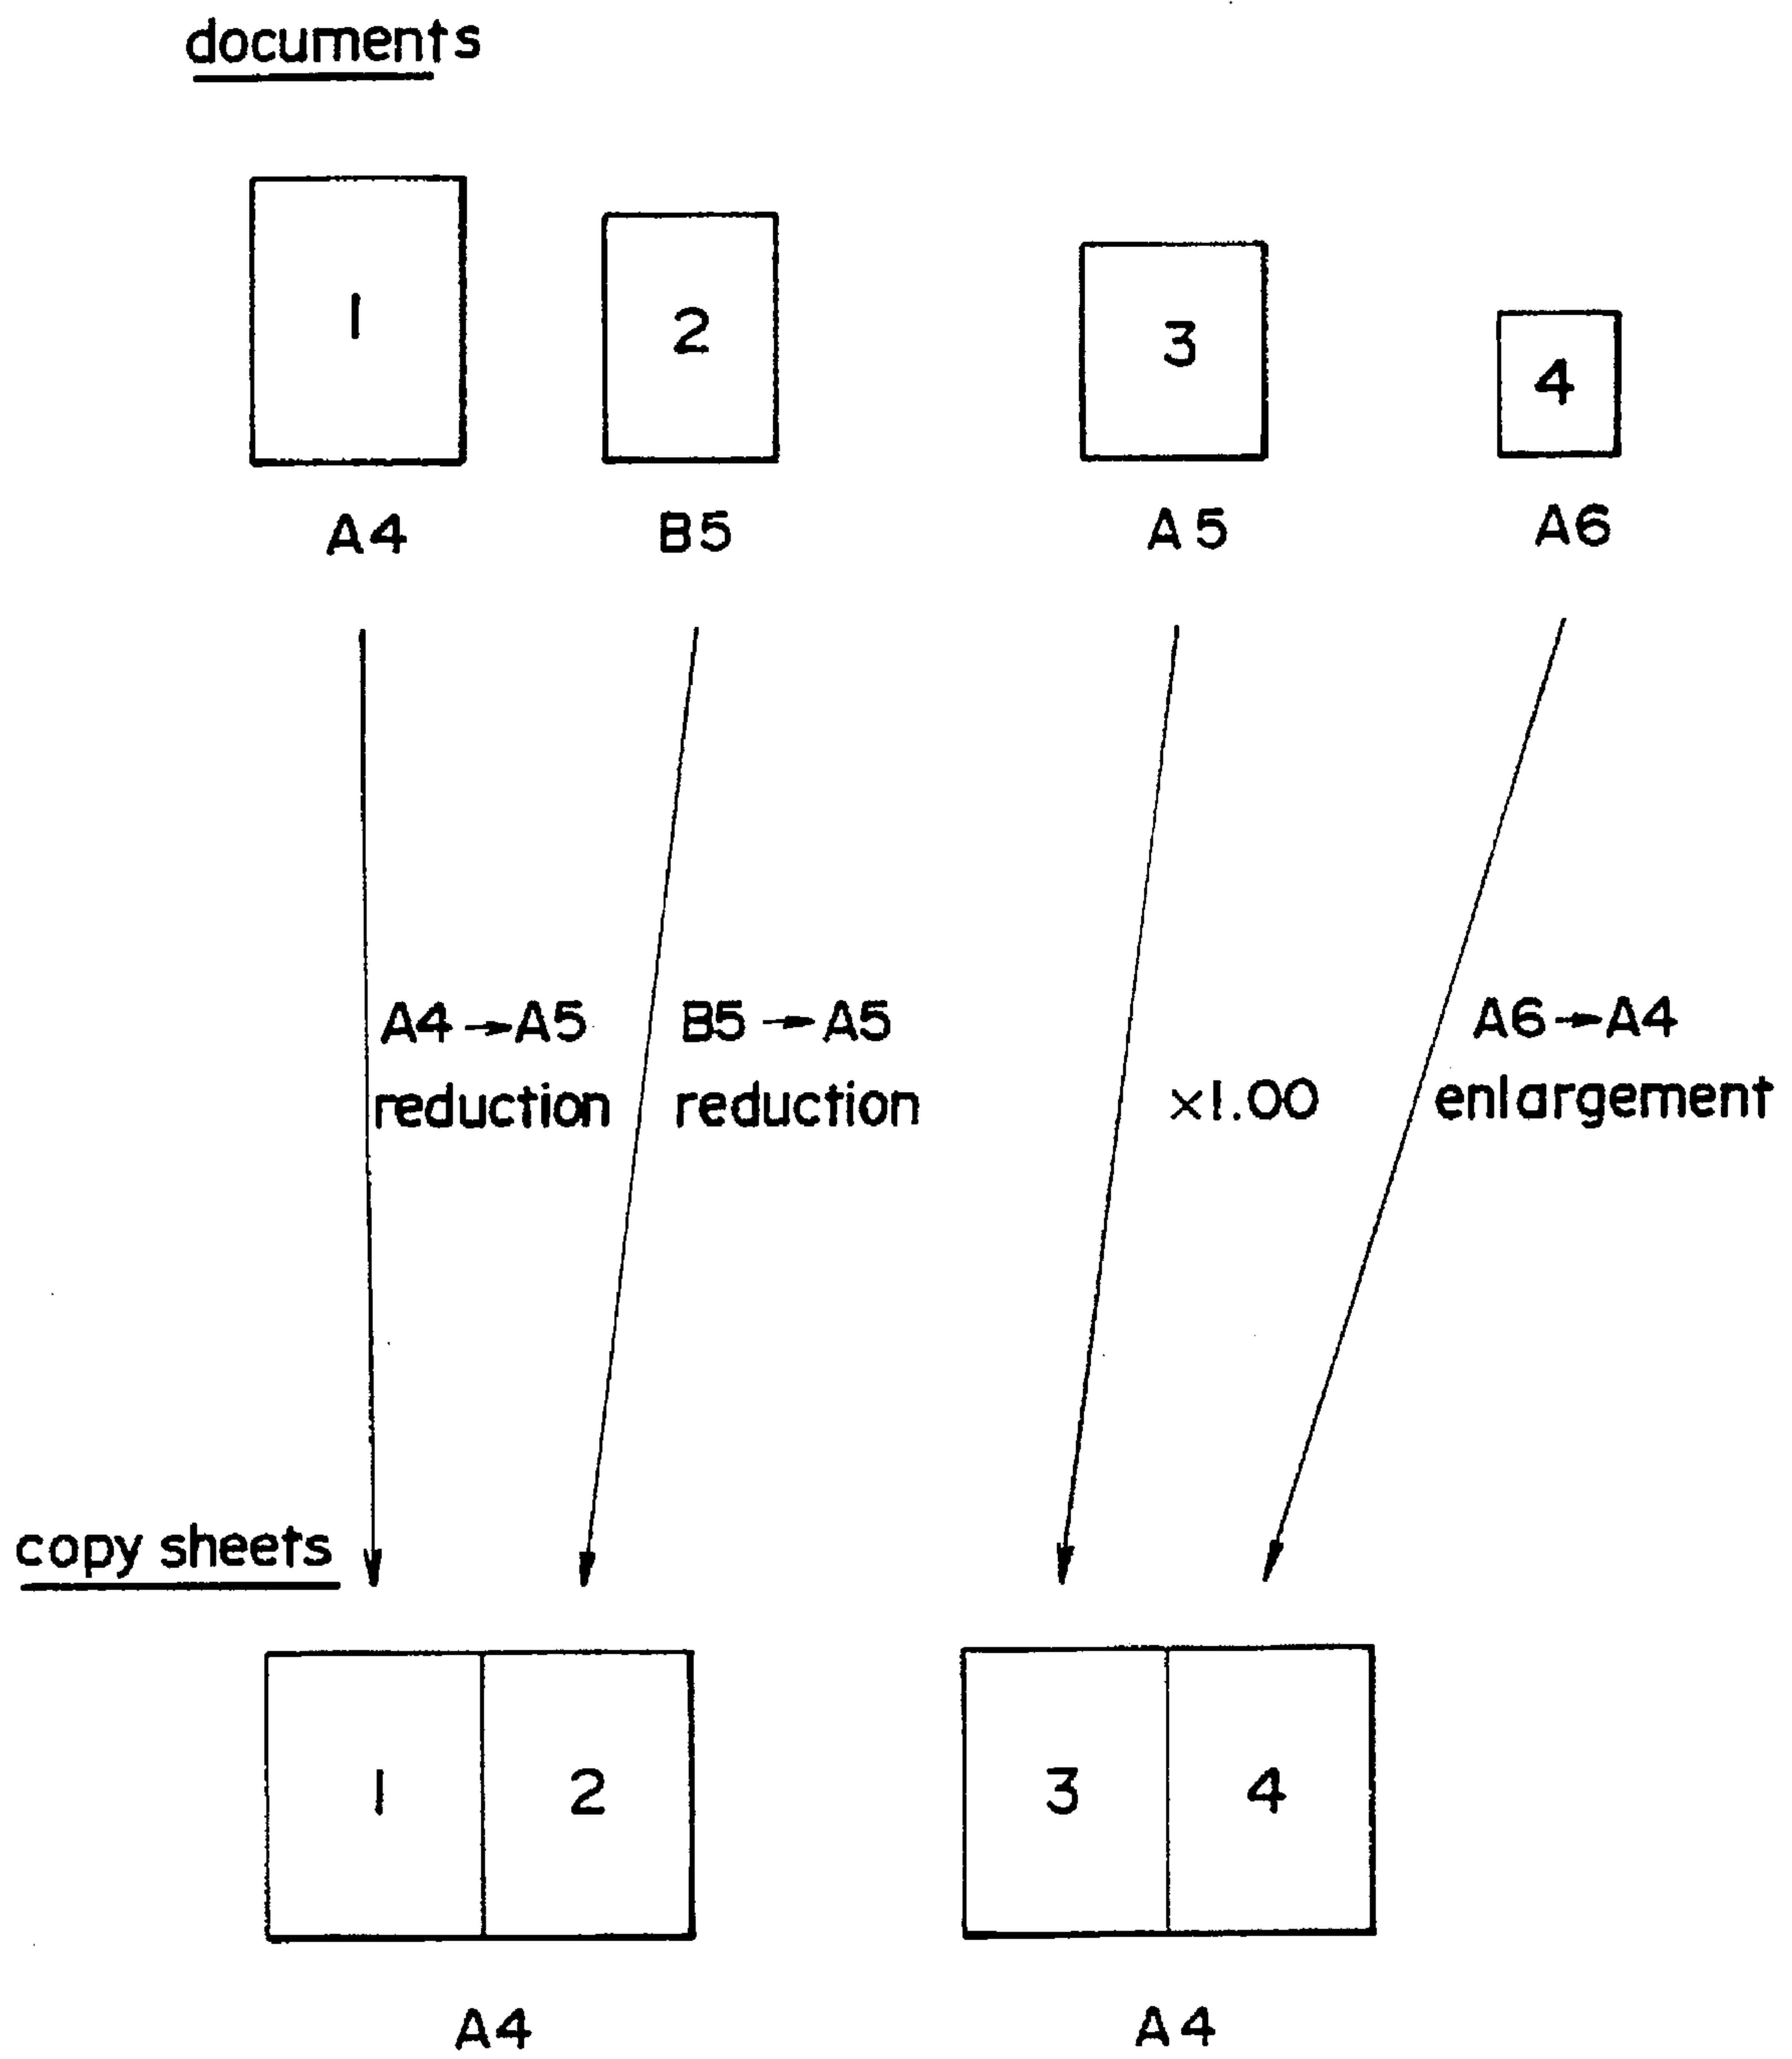 documents
1 2 3 4
A4 B5 A5 A6
A4→A5 B5→A5 A6→A4
reduction reduction ×1.00 enlargement
copy sheets
1 2 3 4
A4 A4